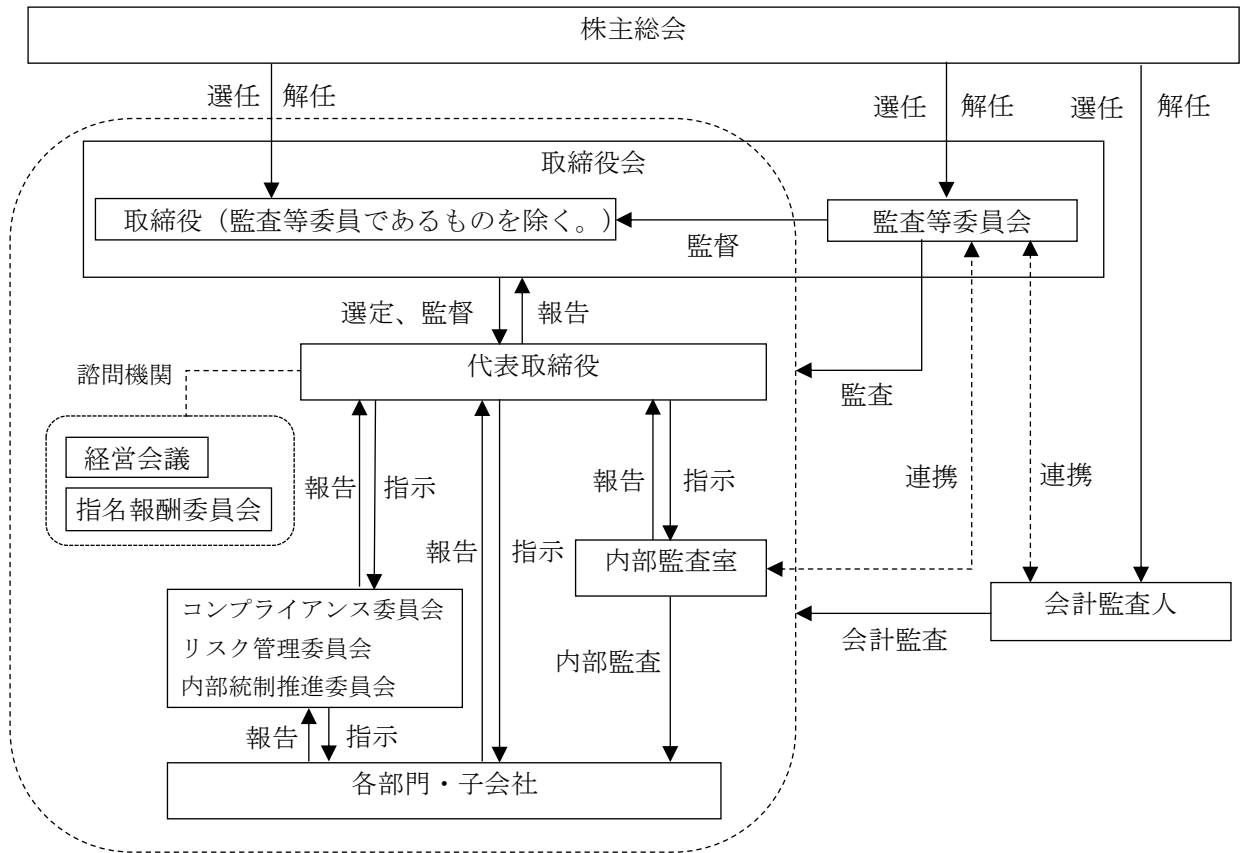 株主総会
選任 解任
選任 解任
選任 解任
取締役会
取締役（監査等委員であるものを除く。）
監査等委員会
監督
選定、監督
報告
代表取締役
諮問機関
監査
経営会議
指名報酬委員会
報告
指示
報告
指示
報告
指示
連携
連携
内部監査室
コンプライアンス委員会
リスク管理委員会
内部統制推進委員会
会計監査人
会計監査
内部監査
報告
指示
各部門・子会社